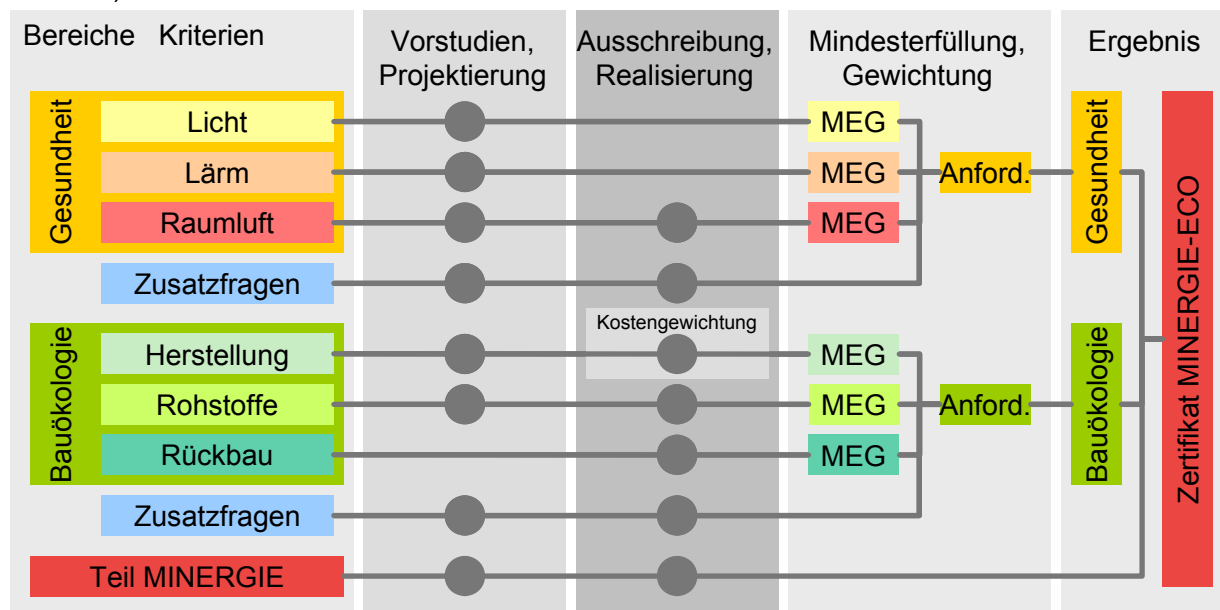 Bereiche Kriterien
Vorstudien,
Projektierung
Ausschreibung,
Realisierung
Mindesterfüllung,
Gewichtung
Ergebnis
Gesundheit
Licht
MEG
Lärm
MEG
Anford.
Raumluft
MEG
Gesundheit
Zusatzfragen
Kostengewichtung
Bauökologie
Herstellung
MEG
Rohstoffe
MEG
Anford.
Rückbau
MEG
Bauökologie
Zusatzfragen
Teil MINERGIE
Zertifikat MINERGIE-ECO